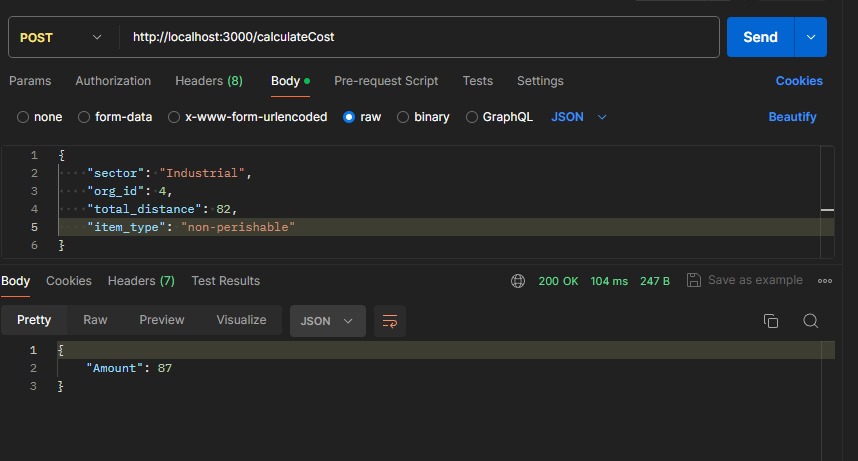 POST http://localhost:3000/calculateCost Send
Params Authorization Headers (8) Body Pre-request Script Tests Settings Cookies
none form-data x-www-form-urlencoded raw binary GraphQL JSON Beautify
1 {
2 "sector": "Industrial",
3 "org_id": 4,
4 "total_distance": 82,
5 "item_type": "non-perishable"
6 }
Body Cookies Headers (7) Test Results 200 OK 104 ms 247 B Save as example
Pretty Raw Preview Visualize JSON
1 {
2 "Amount": 87
3 }